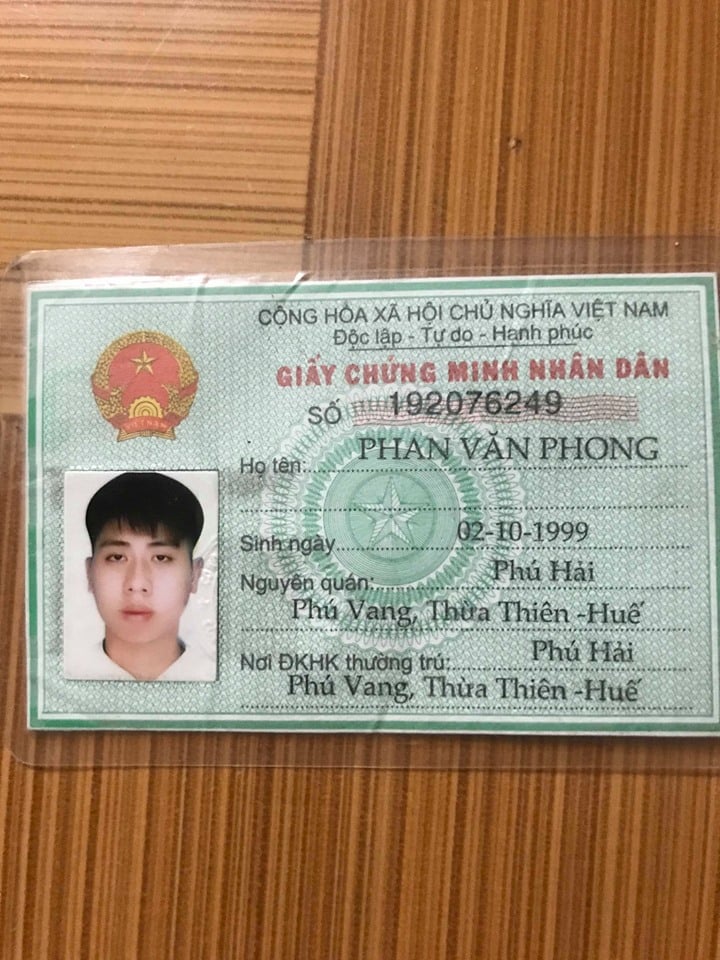 CỘNG HÒA XÃ HỘI CHỦ NGHĨA VIỆT NAM
Độc lập - Tự do - Hạnh phúc
GIẤY CHỨNG MINH NHÂN DÂN
SỐ 192076249
Họ tên: PHAN VĂN PHONG
Sinh ngày 02-10-1999
Nguyên quán: Phú Hải
Phú Vang, Thừa Thiên -Huế
Nơi ĐKHK thường trú: Phú Hải
Phú Vang, Thừa Thiên -Huế
VIỆT NAM